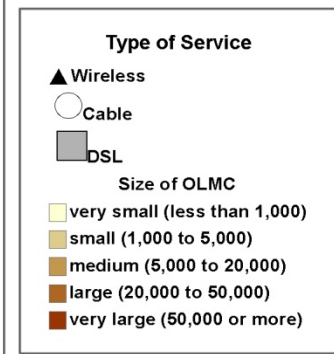 Type of Service
Wireless
Cable
DSL
Size of OLMC
very small (less than 1,000)
small (1,000 to 5,000)
medium (5,000 to 20,000)
large (20,000 to 50,000)
very large (50,000 or more)